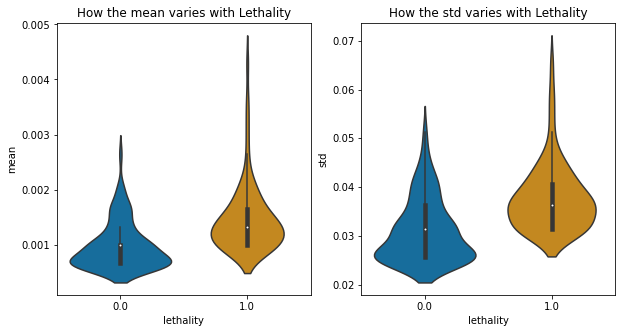 How the mean varies with Lethality
0.005
0.004
0.003
0.002
0.001
mean
0.0
1.0
lethality
How the std varies with Lethality
0.07
0.06
0.05
0.04
0.03
0.02
std
0.0
1.0
lethality